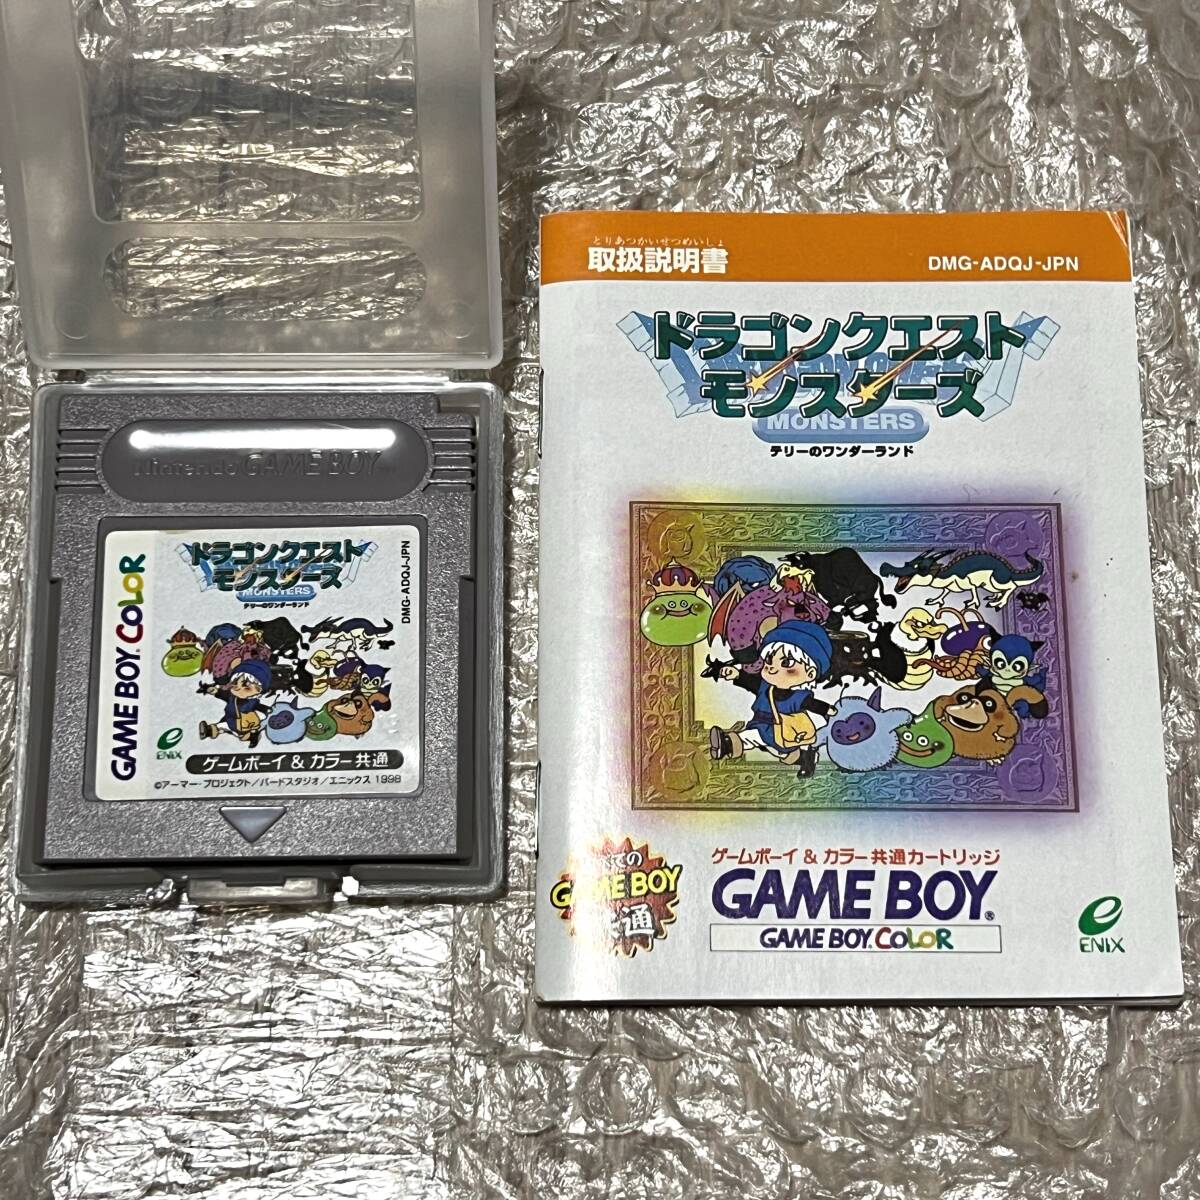 Nintendo GAME BOY
GAME BOY COLOR
ドラゴンクエスト
モンスターズ
MONSTERS
テリーのワンダーランド
DMG-ADQJ-JPN
ENIX
ゲームボーイ & カラー共通
©アーマープロジェクト/バードスタジオ/エニックス 1998
とりあつかいせつめいしょ
取扱説明書
DMG-ADQJ-JPN
ドラゴンクエスト
モンスターズ
MONSTERS
テリーのワンダーランド
ての
GAME BOY
通
ゲームボーイ & カラー共通カートリッジ
GAME BOY®
GAME BOY COLOR
ENIX